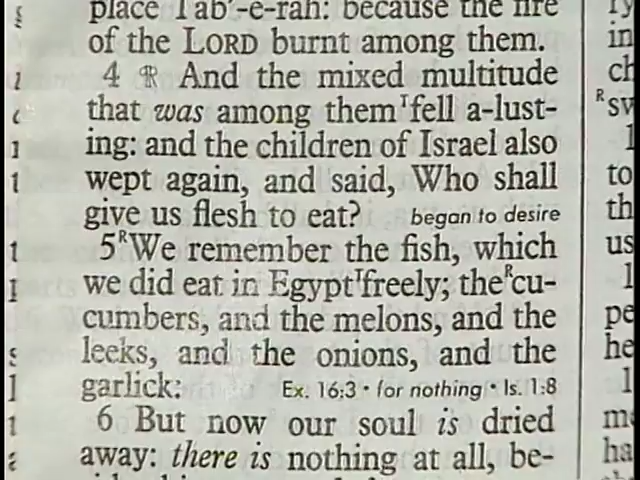 place Tab'-e-rah: because the fire
of the LORD burnt among them.
4 ℟ And the mixed multitude
that was among them ᵀfell a-lust-
ing: and the children of Israel also
wept again, and said, Who shall
give us flesh to eat? began to desire
5 ᴿWe remember the fish, which
we did eat in Egypt ᵀfreely; the ᴿcu-
cumbers, and the melons, and the
leeks, and the onions, and the
garlick: Ex. 16:3 • for nothing • Is. 1:8
6 But now our soul is dried
away: there is nothing at all, be-